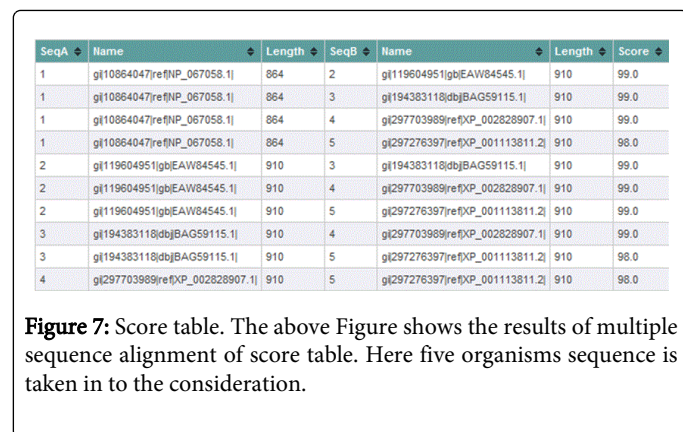 SeqA Name Length SeqB Name Length Score
1 gi|10864047|ref|NP_067058.1| 864 2 gi|119604951|gb|EAW84545.1| 910 99.0
1 gi|10864047|ref|NP_067058.1| 864 3 gi|194383118|dbj|BAG59115.1| 910 99.0
1 gi|10864047|ref|NP_067058.1| 864 4 gi|297703989|ref|XP_002828907.1| 910 99.0
1 gi|10864047|ref|NP_067058.1| 864 5 gi|297276397|ref|XP_001113811.2| 910 98.0
2 gi|119604951|gb|EAW84545.1| 910 3 gi|194383118|dbj|BAG59115.1| 910 99.0
2 gi|119604951|gb|EAW84545.1| 910 4 gi|297703989|ref|XP_002828907.1| 910 99.0
2 gi|119604951|gb|EAW84545.1| 910 5 gi|297276397|ref|XP_001113811.2| 910 99.0
3 gi|194383118|dbj|BAG59115.1| 910 4 gi|297703989|ref|XP_002828907.1| 910 99.0
3 gi|194383118|dbj|BAG59115.1| 910 5 gi|297276397|ref|XP_001113811.2| 910 98.0
4 gi|297703989|ref|XP_002828907.1| 910 5 gi|297276397|ref|XP_001113811.2| 910 98.0
Figure 7: Score table. The above Figure shows the results of multiple
sequence alignment of score table. Here five organisms sequence is
taken in to the consideration.